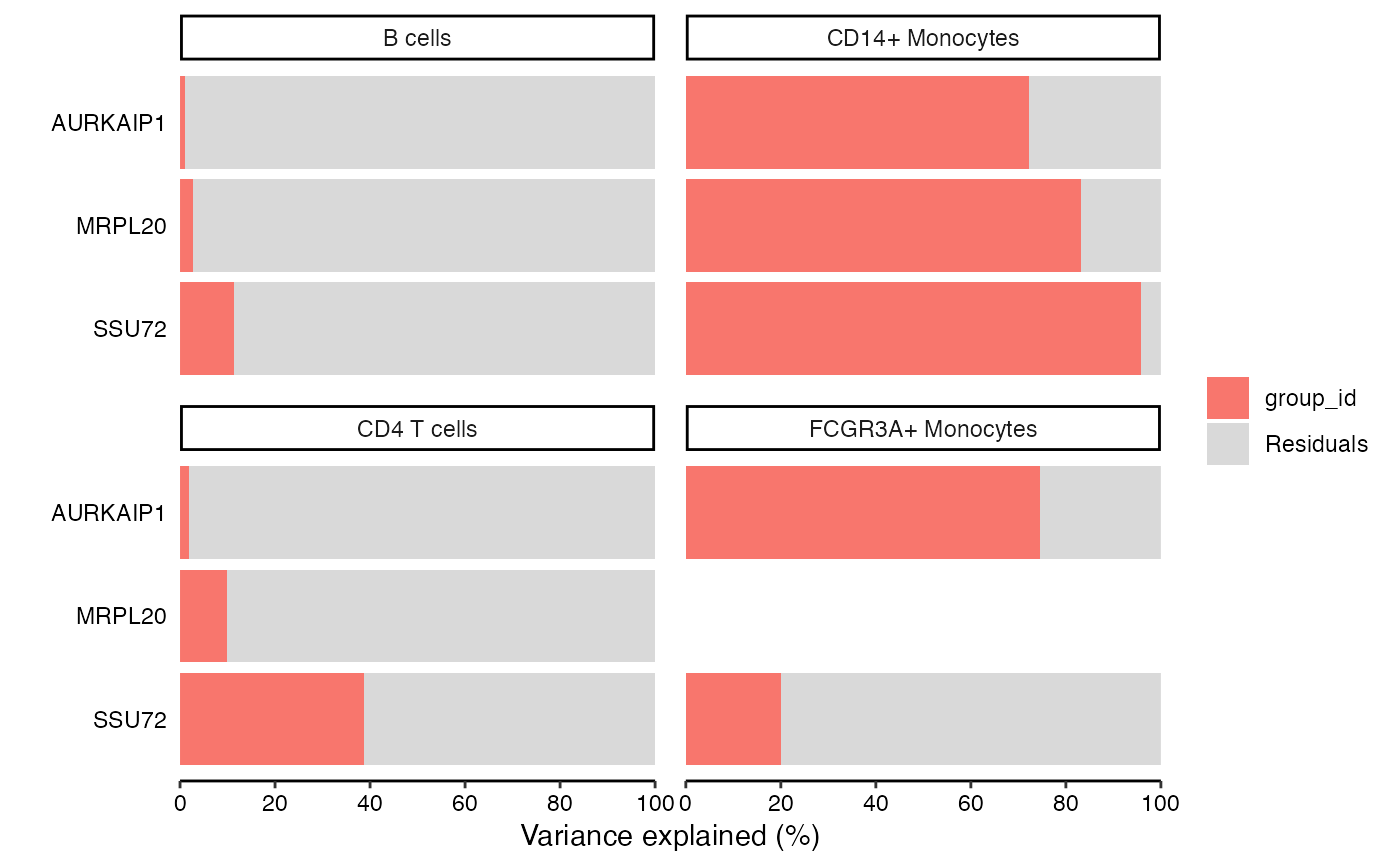 B cells
CD14+ Monocytes
AURKAIP1
MRPL20
SSU72
group_id
Residuals
CD4 T cells
FCGR3A+ Monocytes
AURKAIP1
MRPL20
SSU72
0 20 40 60 80 100
0 20 40 60 80 100
Variance explained (%)